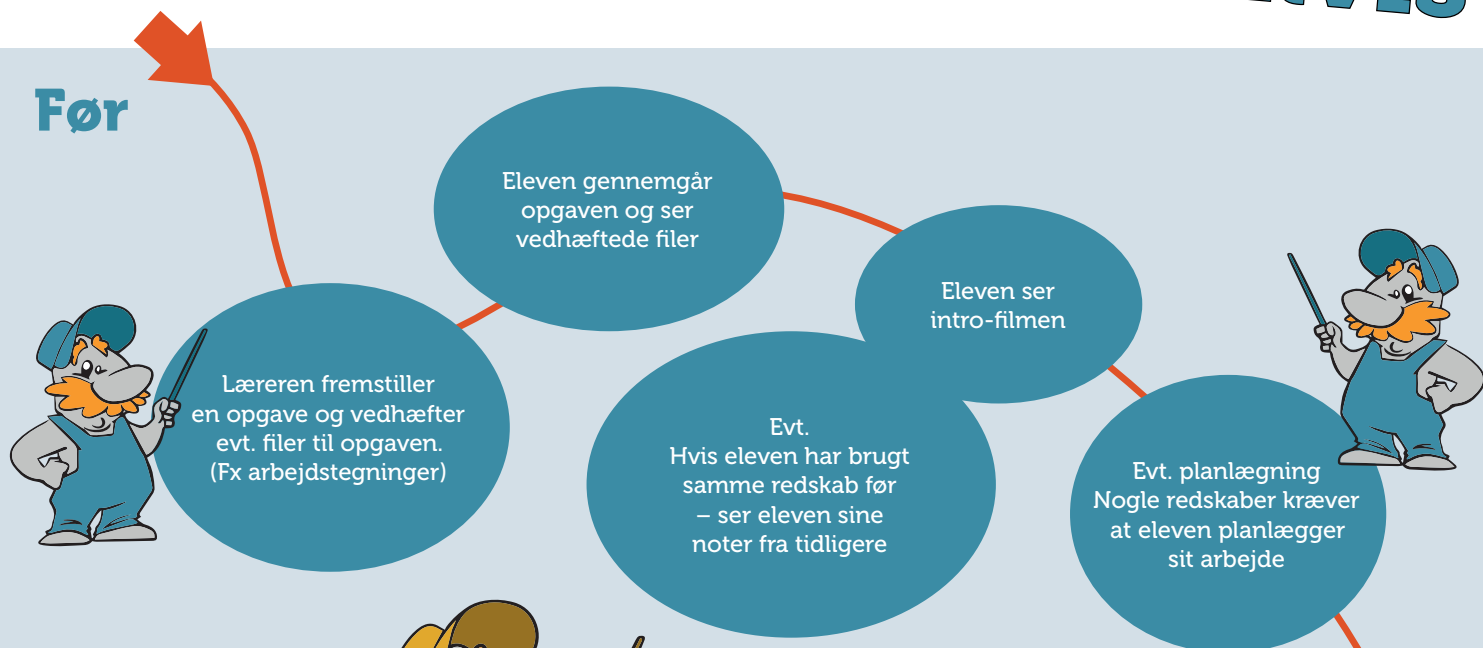 Før
Læreren fremstiller
en opgave og vedhæfter
evt. filer til opgaven.
(Fx arbejdstegninger)
Eleven gennemgår
opgaven og ser
vedhæftede filer
Eleven ser
intro-filmen
Evt.
Hvis eleven har brugt
samme redskab før
– ser eleven sine
noter fra tidligere
Evt. planlægning
Nogle redskaber kræver
at eleven planlægger
sit arbejde